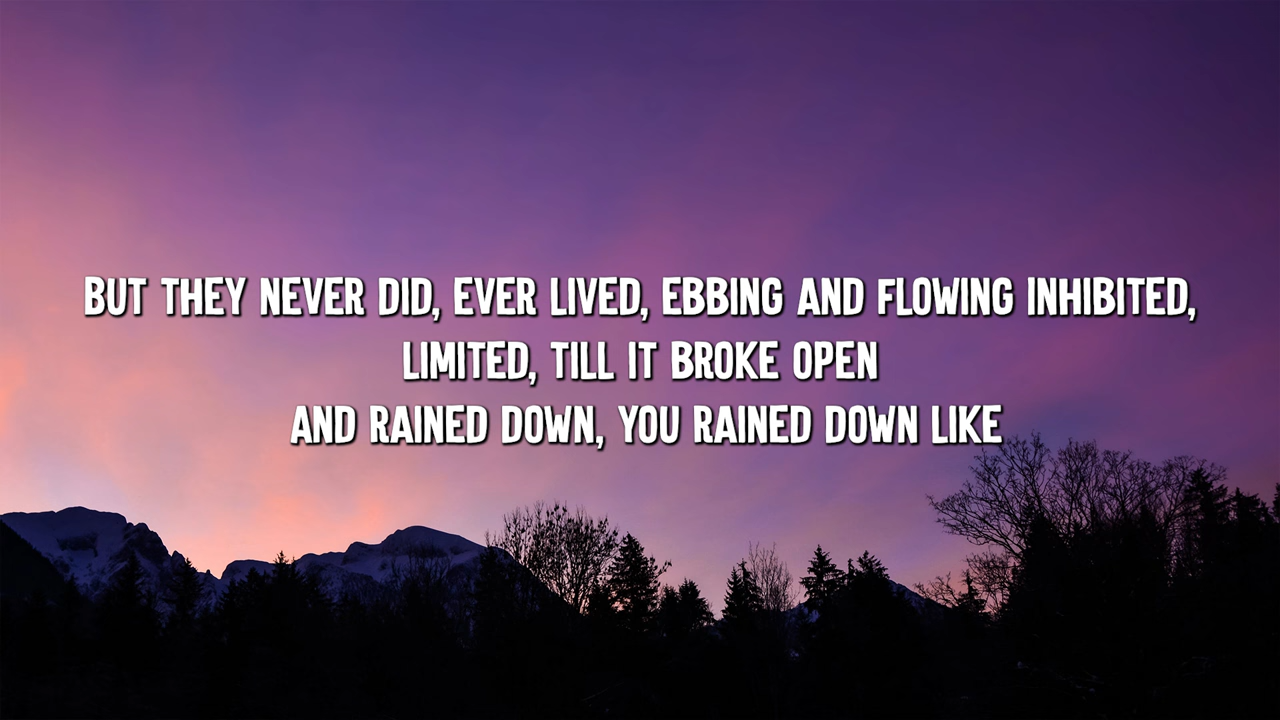 BUT THEY NEVER DID, EVER LIVED, EBBING AND FLOWING INHIBITED,
LIMITED, TILL IT BROKE OPEN
AND RAINED DOWN, YOU RAINED DOWN LIKE